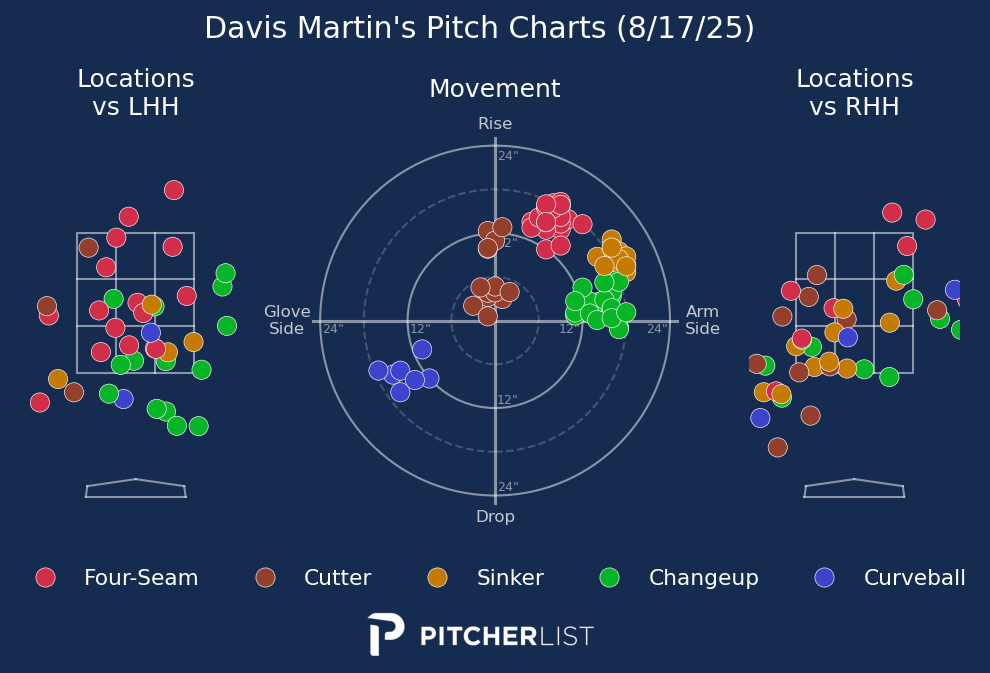 Davis Martin's Pitch Charts (8/17/25)
Locations
vs LHH
Movement
Locations
vs RHH
Rise
24"
2"
Glove
Side
24"
12"
12"
24"
Arm
Side
12"
24"
Drop
Four-Seam
Cutter
Sinker
Changeup
Curveball
PITCHERLIST